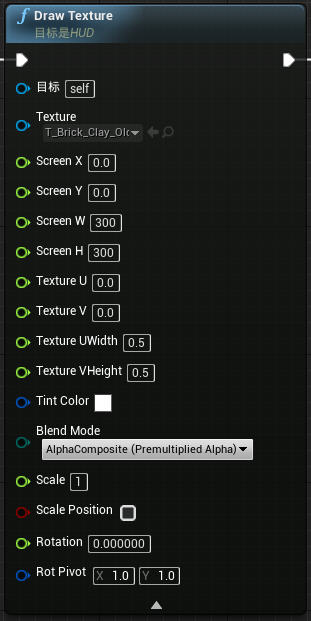 Draw Texture
目标是HUD
目标 self
Texture
T_Brick_Clay_Old
Screen X 0.0
Screen Y 0.0
Screen W 300
Screen H 300
Texture U 0.0
Texture V 0.0
Texture UWidth 0.5
Texture VHeight 0.5
Tint Color
Blend Mode
AlphaComposite (Premultiplied Alpha)
Scale 1
Scale Position
Rotation 0.000000
Rot Pivot X 1.0 Y 1.0